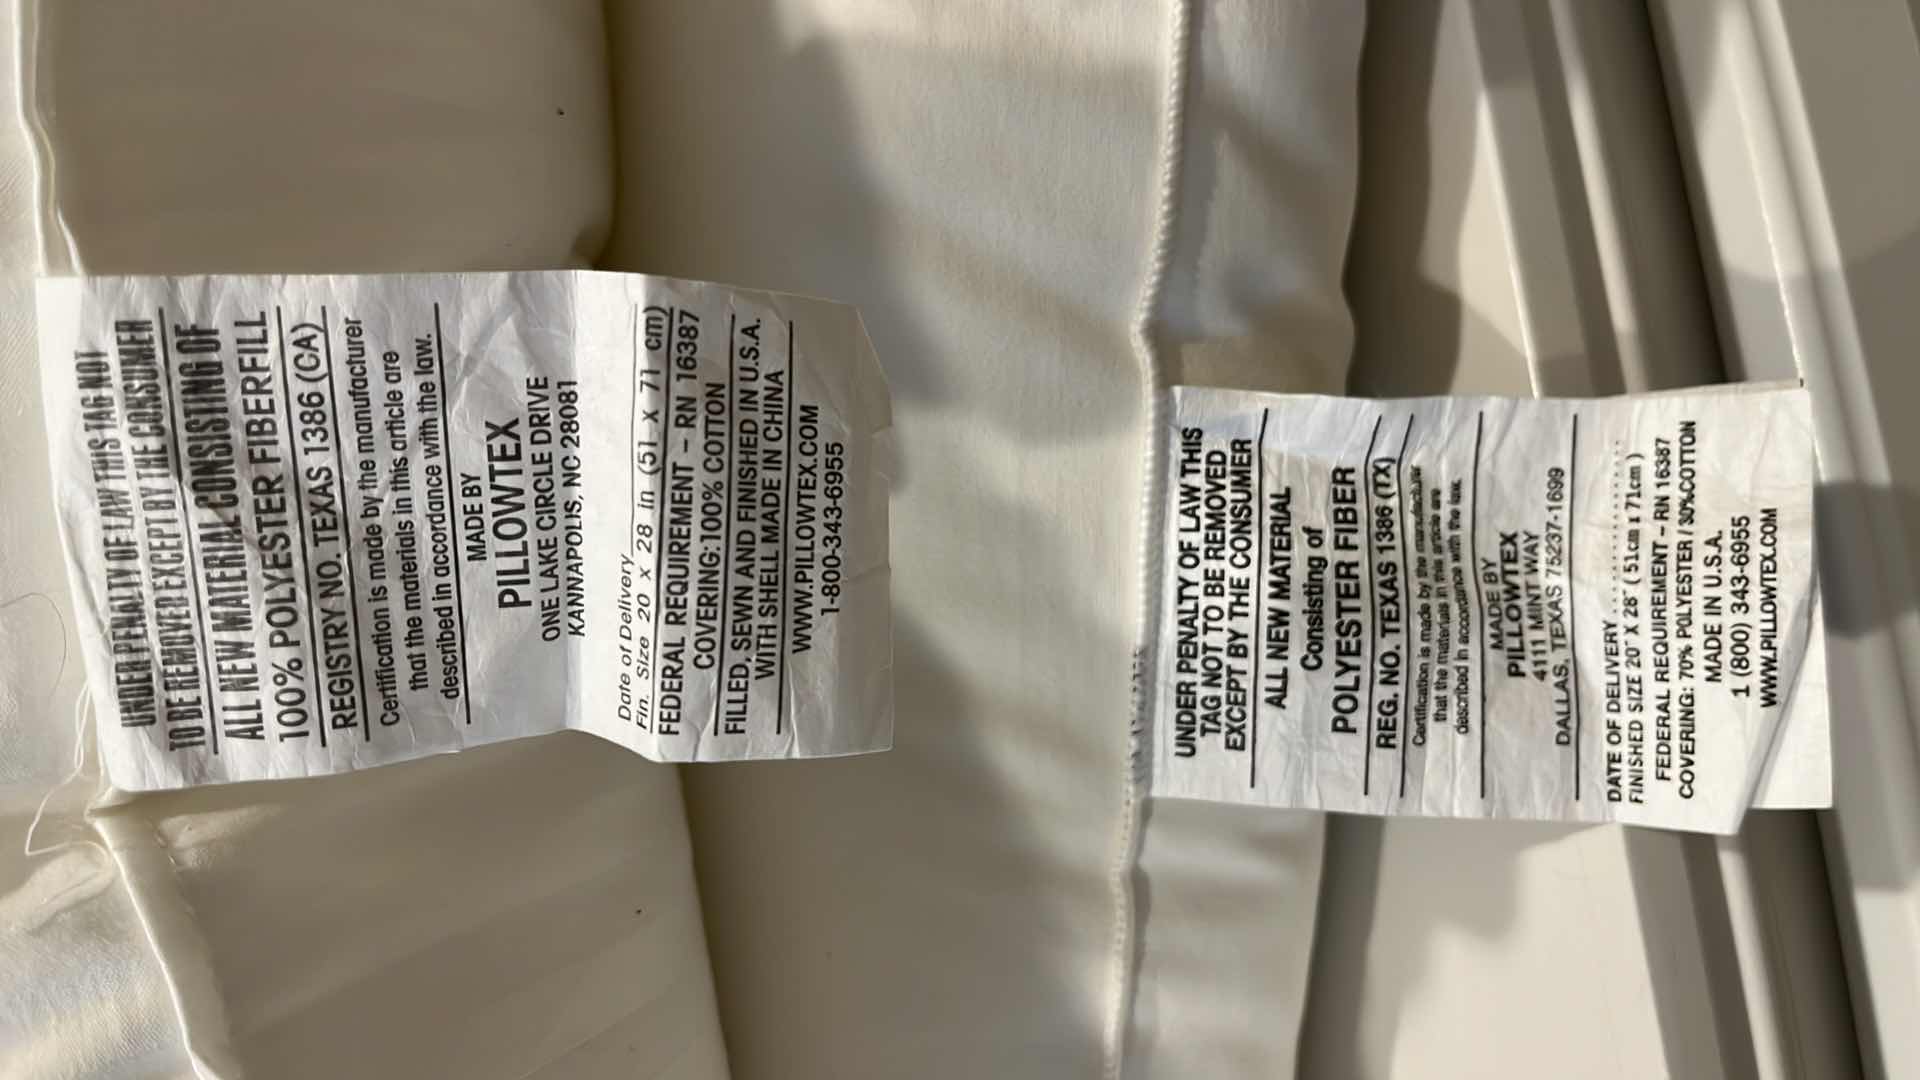 UNDER PENALTY OF LAW THIS TAG NOT
TO BE REMOVED EXCEPT BY THE CONSUMER
ALL NEW MATERIAL CONSISTING OF
100% POLYESTER FIBERFILL
REGISTRY NO. TEXAS 1386 (CA)
Certification is made by the manufacturer
that the materials in this article are
described in accordance with the law.
MADE BY
PILLOWTEX
ONE LAKE CIRCLE DRIVE
KANNAPOLIS, NC 28081
Date of Delivery
Fin. Size 20 x 28 in (51 x 71 cm)
FEDERAL REQUIREMENT - RN 16387
COVERING:100% COTTON
FILLED, SEWN AND FINISHED IN U.S.A.
WITH SHELL MADE IN CHINA
WWW.PILLOWTEX.COM
1-800-343-6955
UNDER PENALTY OF LAW THIS
TAG NOT TO BE REMOVED
EXCEPT BY THE CONSUMER
ALL NEW MATERIAL
Consisting of
POLYESTER FIBER
REG. NO. TEXAS 1386 (TX)
Certification is made by the manufacturer
that the materials in this article are
described in accordance with the law.
MADE BY
PILLOWTEX
4111 MINT WAY
DALLAS, TEXAS 75237-1699
DATE OF DELIVERY....................
FINISHED SIZE 20" X 28" ( 51cm x 71cm )
FEDERAL REQUIREMENT - RN 16387
COVERING: 70% POLYESTER / 30%COTTON
MADE IN U.S.A.
1 (800) 343-6955
WWW.PILLOWTEX.COM